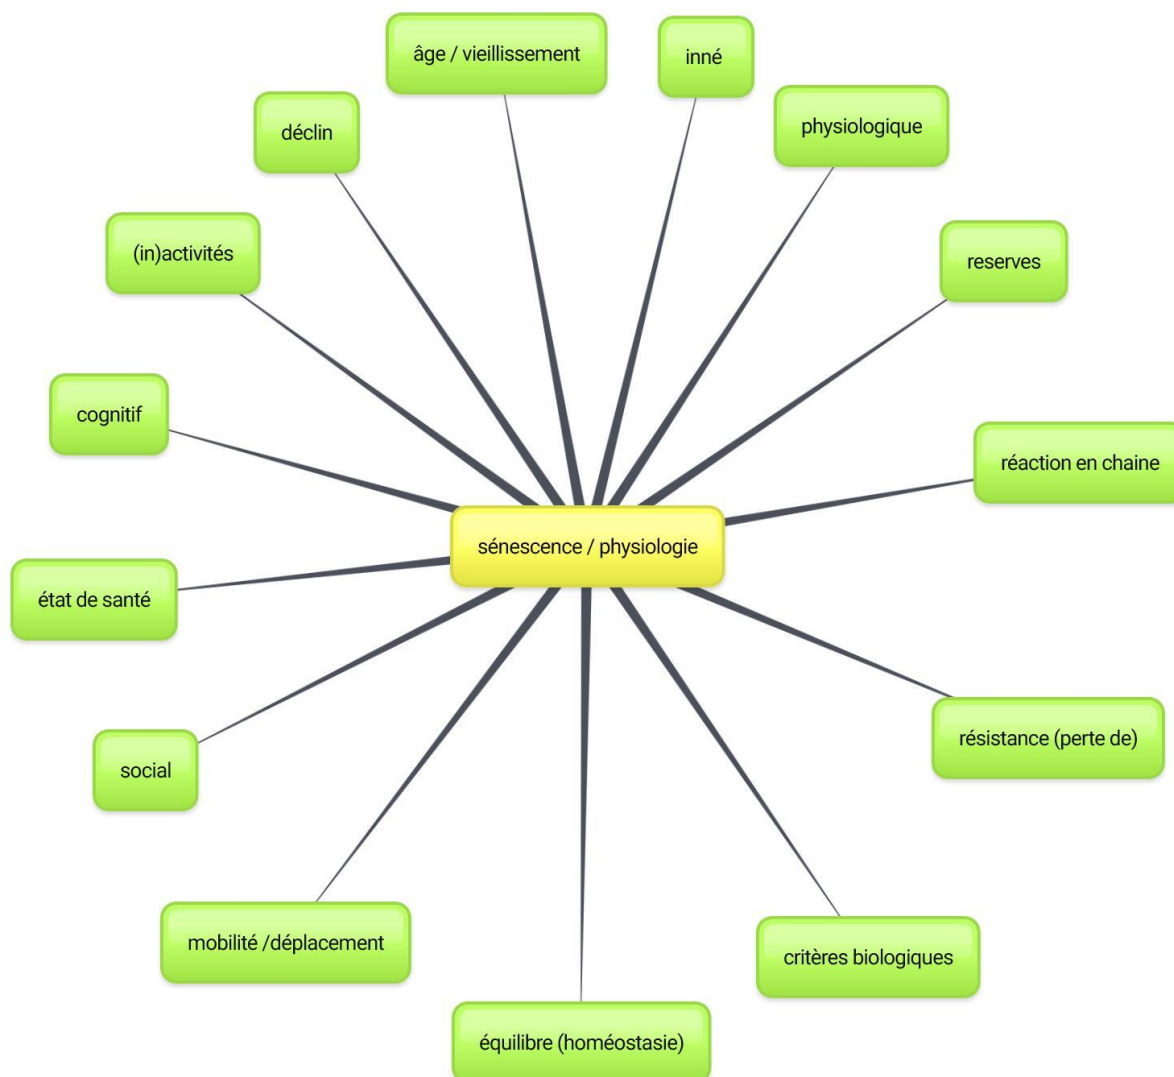 âge / vieillissement
inné
physiologique
déclin
(in)activités
reserves
cognitif
réaction en chaine
sénescence / physiologie
état de santé
résistance (perte de)
social
mobilité /déplacement
critères biologiques
équilibre (homéostasie)